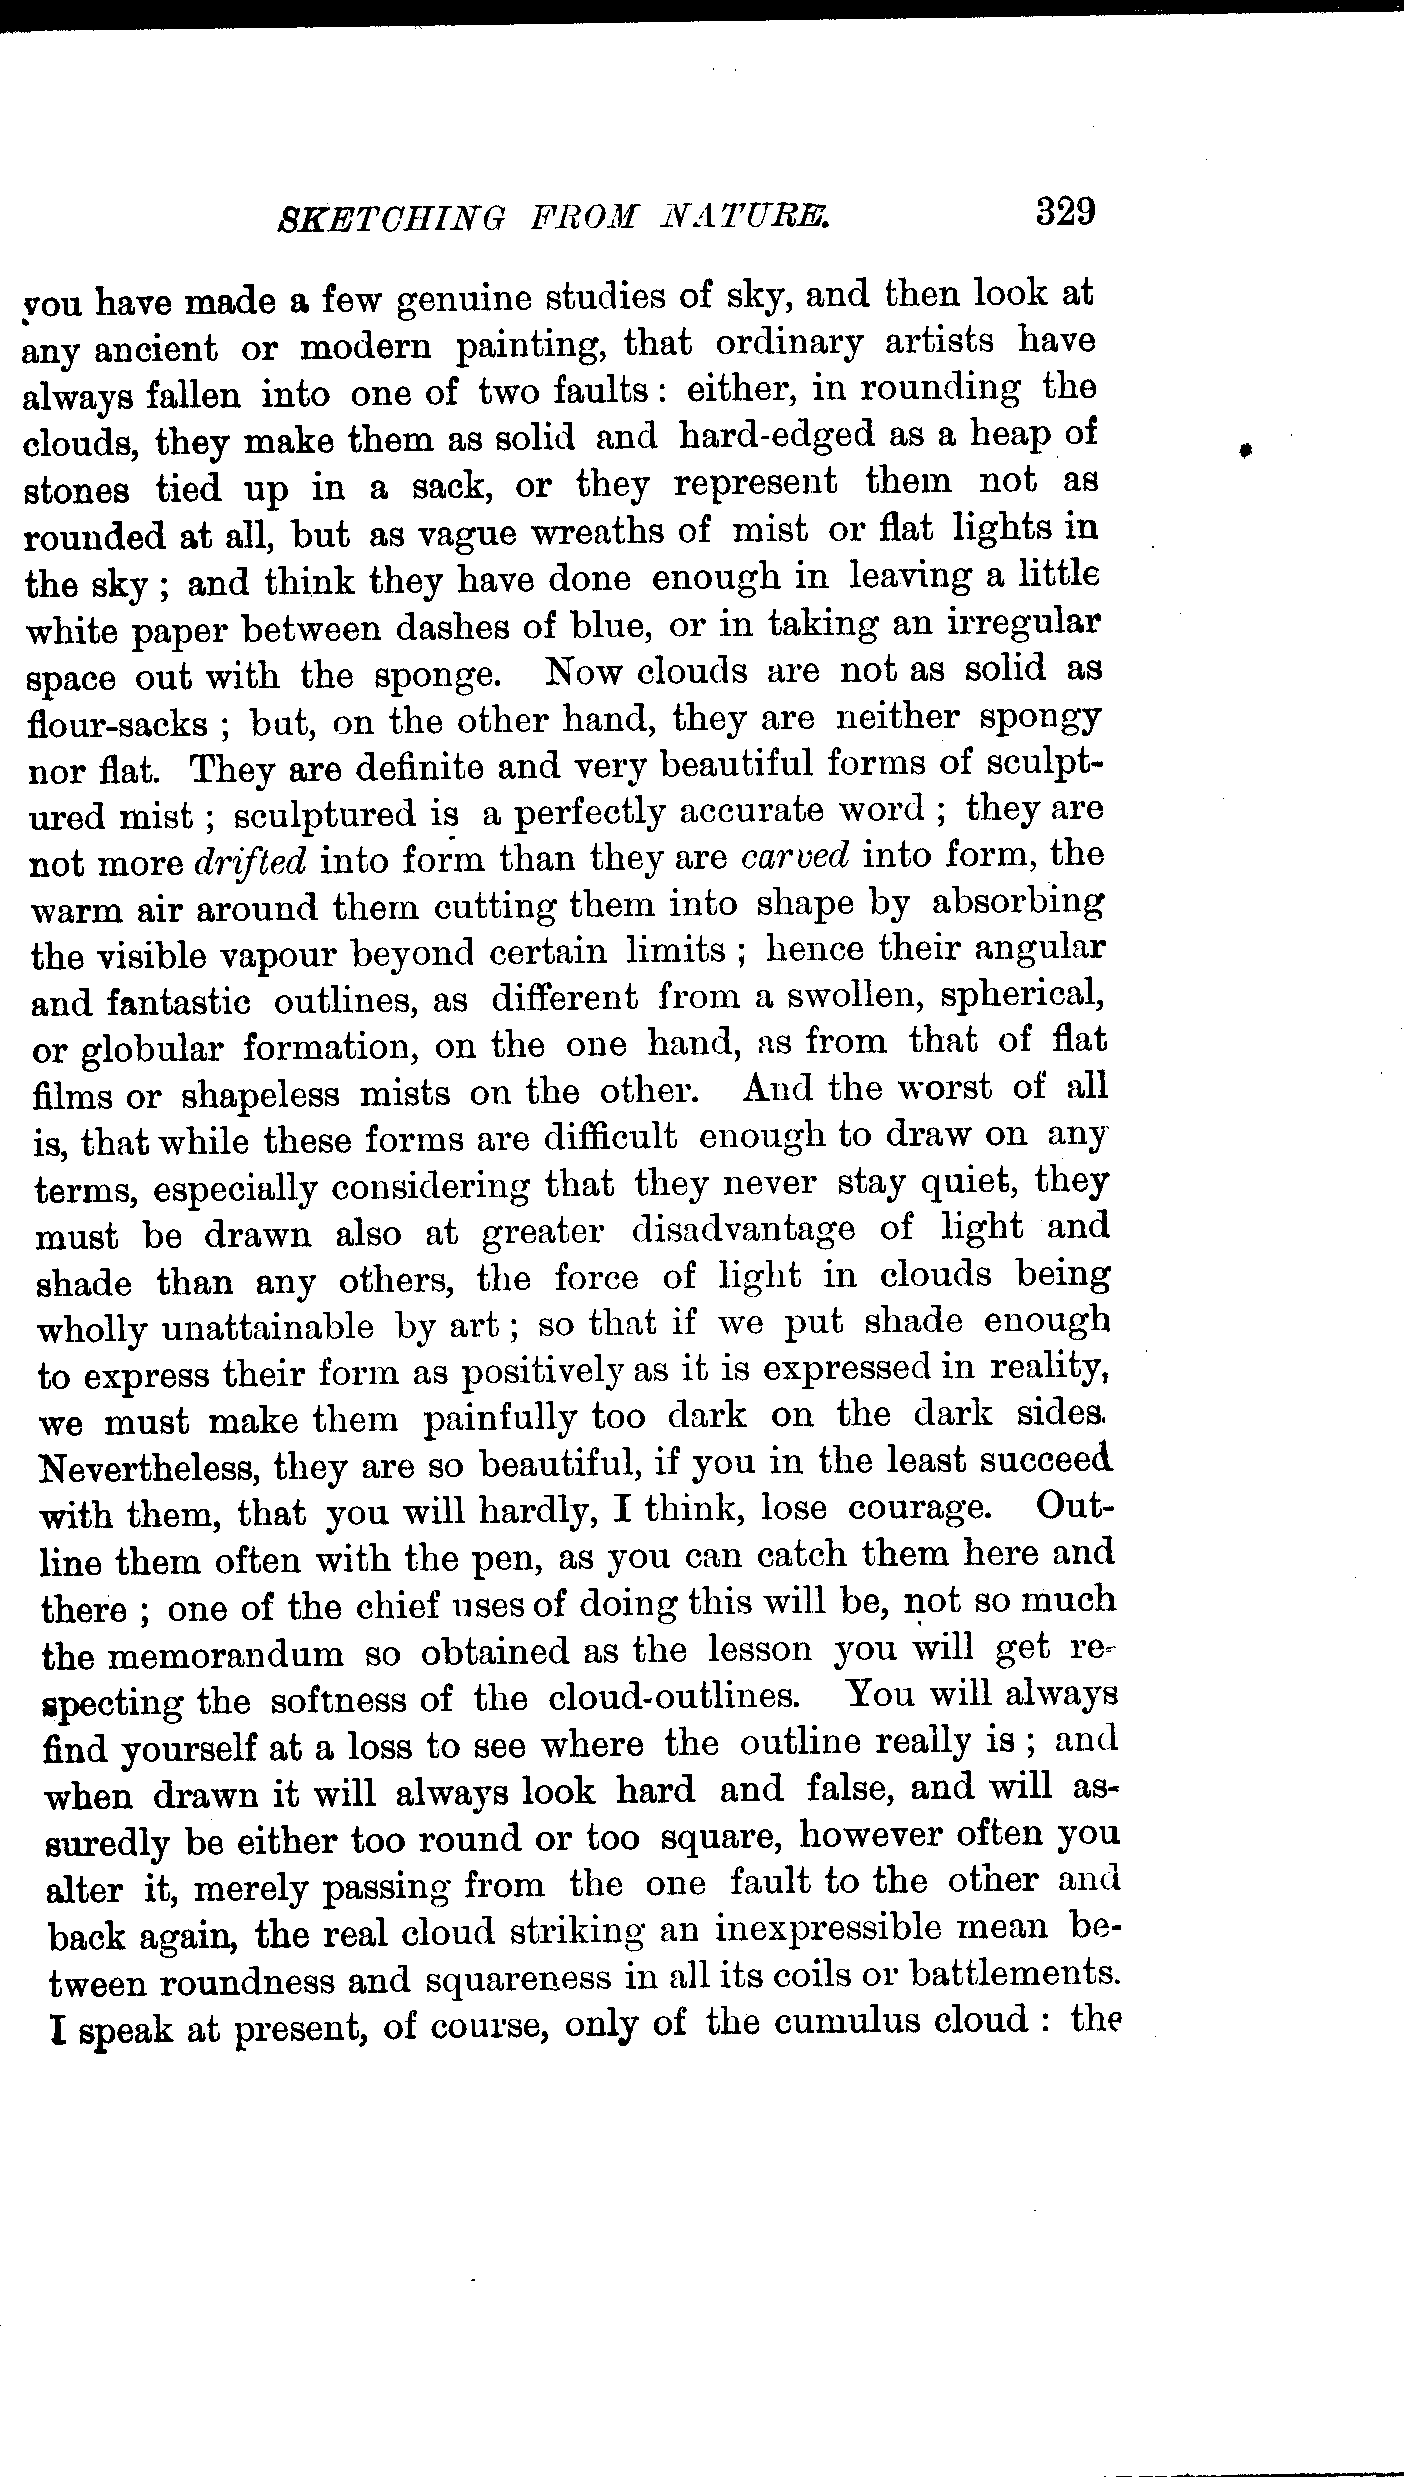 SKETCHING FROM NATURE. 329
you have made a few genuine studies of sky, and then look at
any ancient or modern painting, that ordinary artists have
always fallen into one of two faults : either, in rounding the
clouds, they make them as solid and hard-edged as a heap of
stones tied up in a sack, or they represent them not as
rounded at all, but as vague wreaths of mist or flat lights in
the sky ; and think they have done enough in leaving a little
white paper between dashes of blue, or in taking an irregular
space out with the sponge. Now clouds are not as solid as
flour-sacks ; but, on the other hand, they are neither spongy
nor flat. They are definite and very beautiful forms of sculpt-
ured mist ; sculptured is a perfectly accurate word ; they are
not more drifted into form than they are carved into form, the
warm air around them cutting them into shape by absorbing
the visible vapour beyond certain limits ; hence their angular
and fantastic outlines, as different from a swollen, spherical,
or globular formation, on the one hand, as from that of flat
films or shapeless mists on the other. And the worst of all
is, that while these forms are difficult enough to draw on any
terms, especially considering that they never stay quiet, they
must be drawn also at greater disadvantage of light and
shade than any others, the force of light in clouds being
wholly unattainable by art ; so that if we put shade enough
to express their form as positively as it is expressed in reality,
we must make them painfully too dark on the dark sides.
Nevertheless, they are so beautiful, if you in the least succeed
with them, that you will hardly, I think, lose courage. Out-
line them often with the pen, as you can catch them here and
there ; one of the chief uses of doing this will be, not so much
the memorandum so obtained as the lesson you will get re-
specting the softness of the cloud-outlines. You will always
find yourself at a loss to see where the outline really is ; and
when drawn it will always look hard and false, and will as-
suredly be either too round or too square, however often you
alter it, merely passing from the one fault to the other and
back again, the real cloud striking an inexpressible mean be-
tween roundness and squareness in all its coils or battlements.
I speak at present, of course, only of the cumulus cloud : the